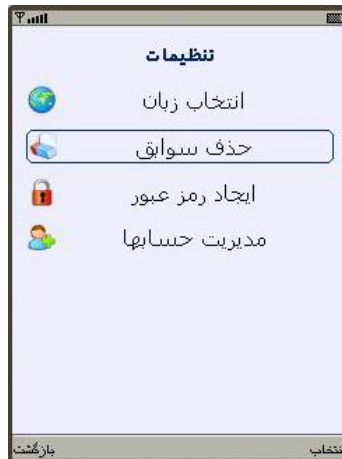 تنظیمات
انتخاب زبان
حذف سوابق
ایجاد رمز عبور
مدیریت حسابها
انتخاب
بازگشت